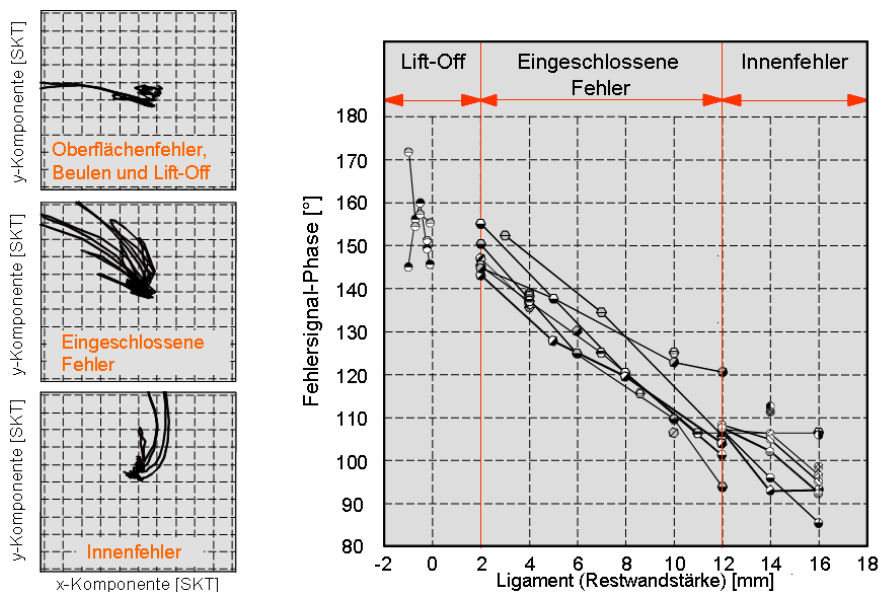 y-Komponente [SKT]
Oberflächenfehler,
Beulen und Lift-Off
y-Komponente [SKT]
Eingeschlossene
Fehler
y-Komponente [SKT]
Innenfehler
x-Komponente [SKT]
Lift-Off
Eingeschlossene
Fehler
Innenfehler
Fehlersignal-Phase [°]
180
170
160
150
140
130
120
110
100
90
80
-2 0 2 4 6 8 10 12 14 16 18
Ligament (Restwandstärke) [mm]